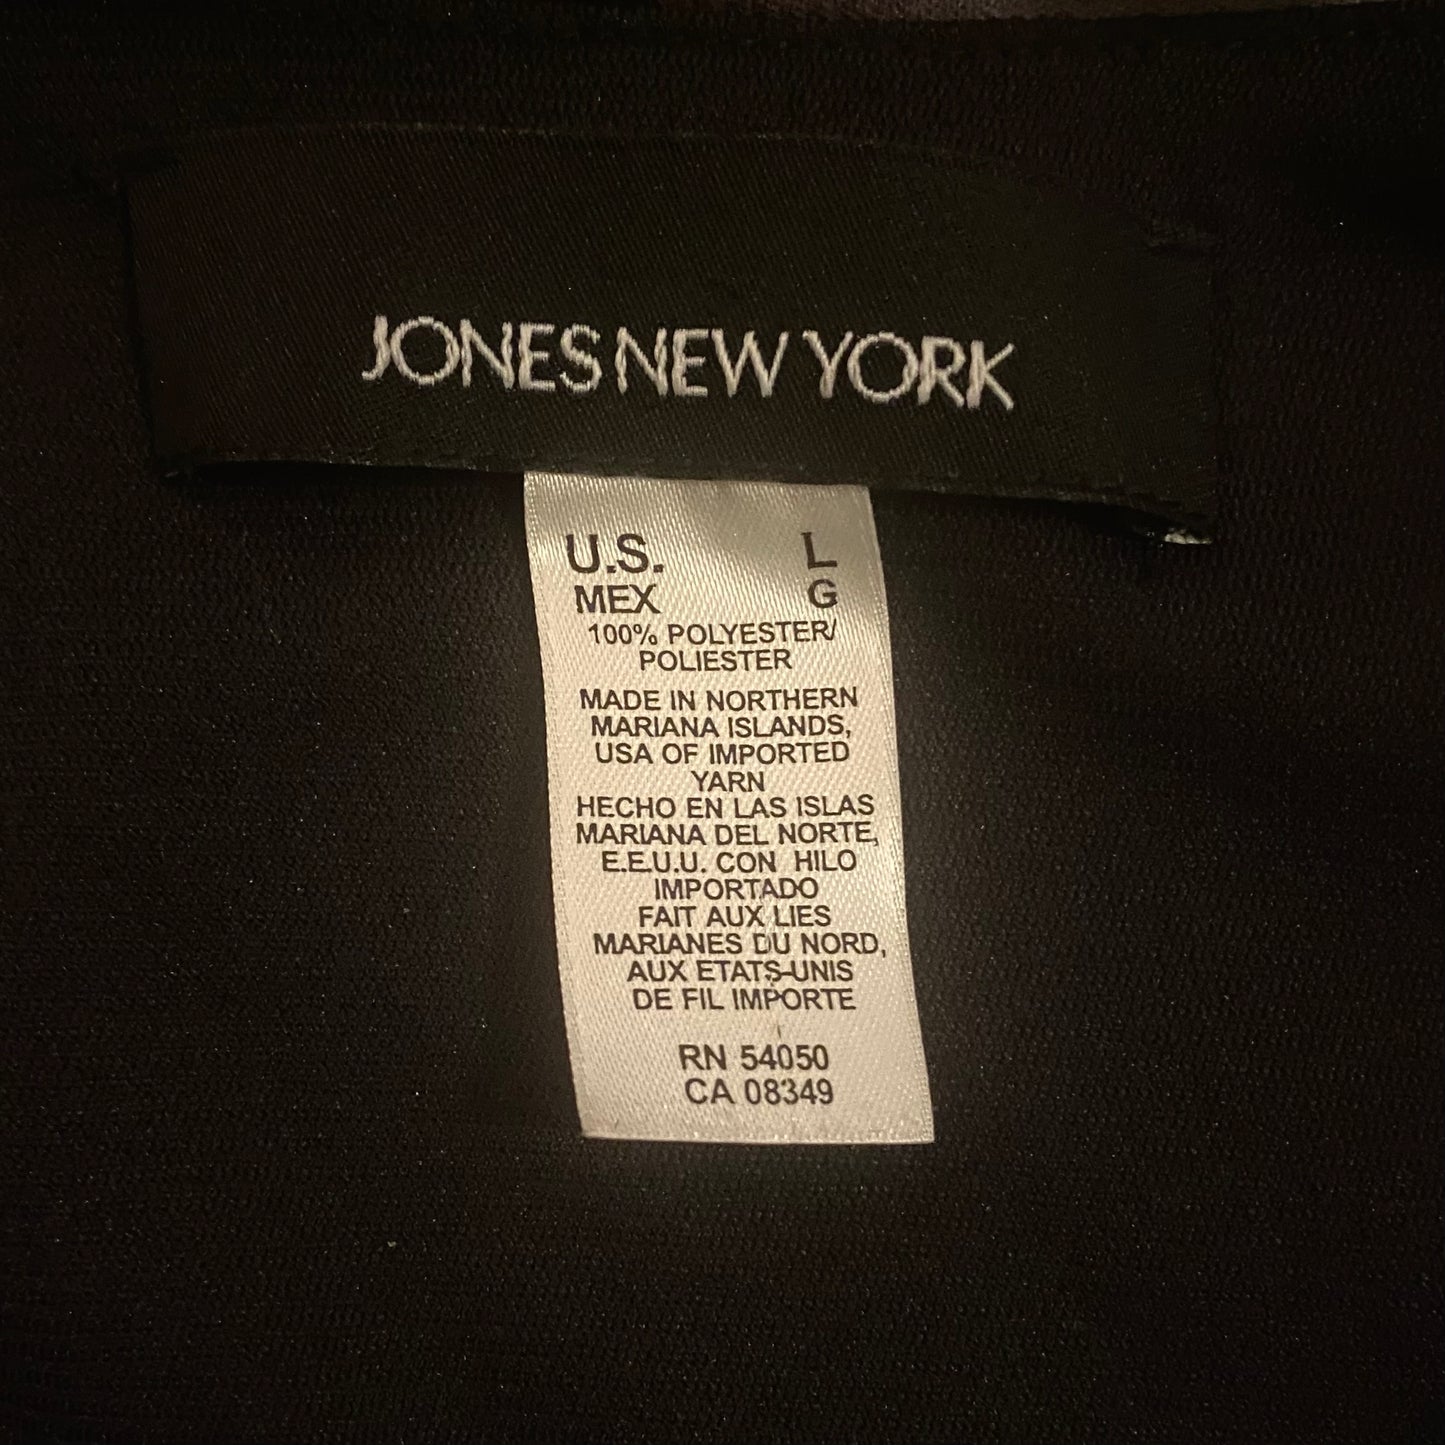 JONES NEW YORK
U.S. L
MEX G
100% POLYESTER/
POLIESTER
MADE IN NORTHERN
MARIANA ISLANDS,
USA OF IMPORTED
YARN
HECHO EN LAS ISLAS
MARIANA DEL NORTE,
E.E.U.U. CON HILO
IMPORTADO
FAIT AUX LIES
MARIANES DU NORD,
AUX ETATS-UNIS
DE FIL IMPORTE
RN 54050
CA 08349